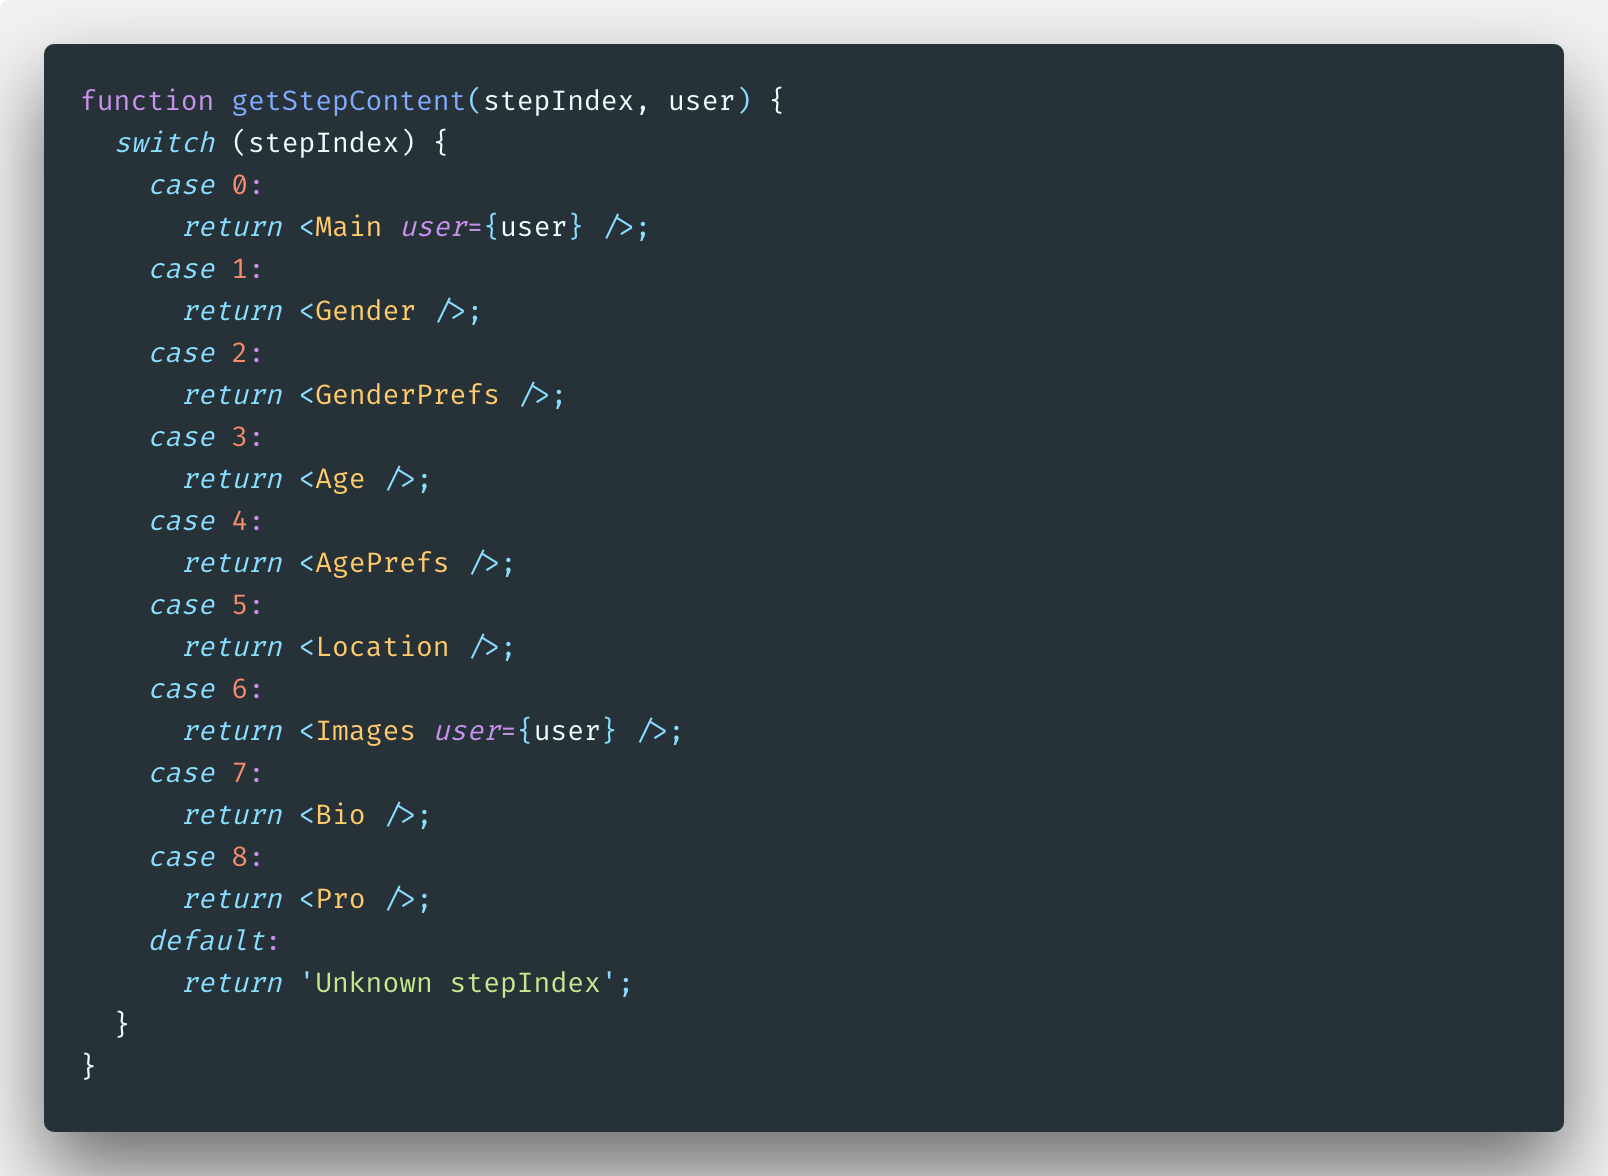 function getStepContent(stepIndex, user) {
  switch (stepIndex) {
    case 0:
      return <Main user={user} />;
    case 1:
      return <Gender />;
    case 2:
      return <GenderPrefs />;
    case 3:
      return <Age />;
    case 4:
      return <AgePrefs />;
    case 5:
      return <Location />;
    case 6:
      return <Images user={user} />;
    case 7:
      return <Bio />;
    case 8:
      return <Pro />;
    default:
      return 'Unknown stepIndex';
  }
}